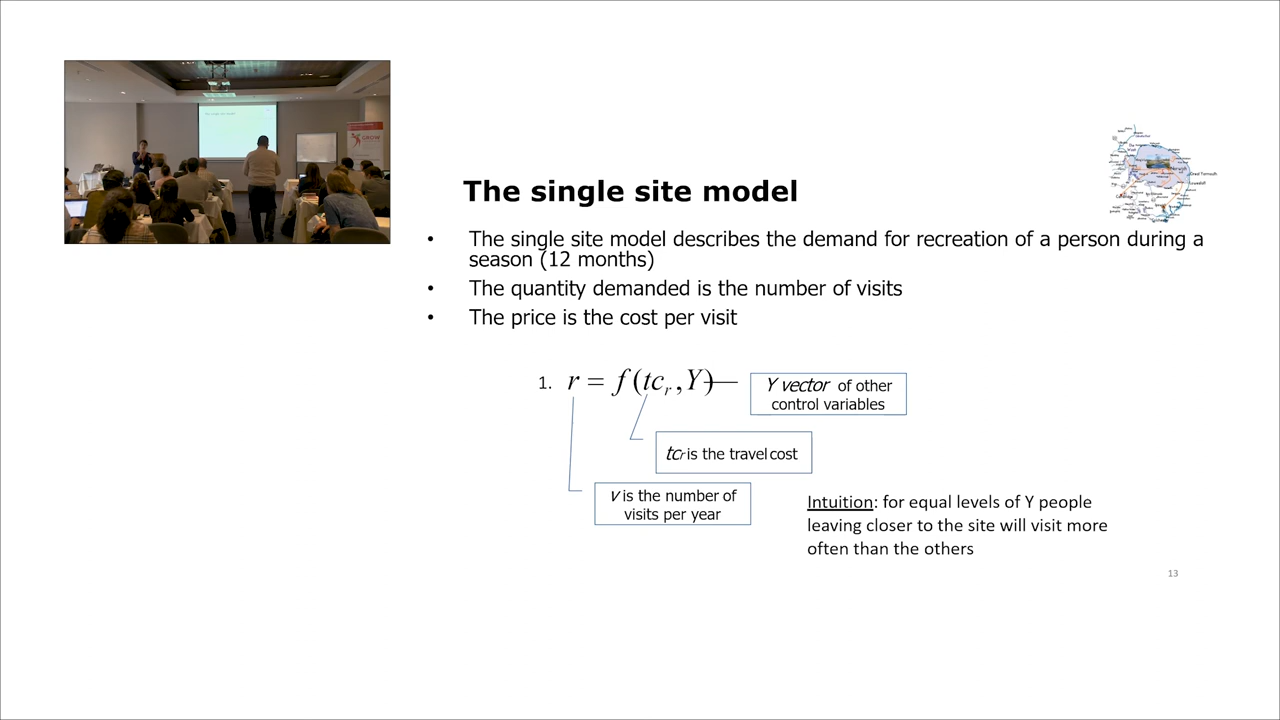 The single site model
• The single site model describes the demand for recreation of a person during a
season (12 months)
• The quantity demanded is the number of visits
• The price is the cost per visit
1. r = f(tcᵣ, Y)
Y vector of other
control variables
tcr is the travel cost
v is the number of
visits per year
Intuition: for equal levels of Y people
leaving closer to the site will visit more
often than the others
13
GROW